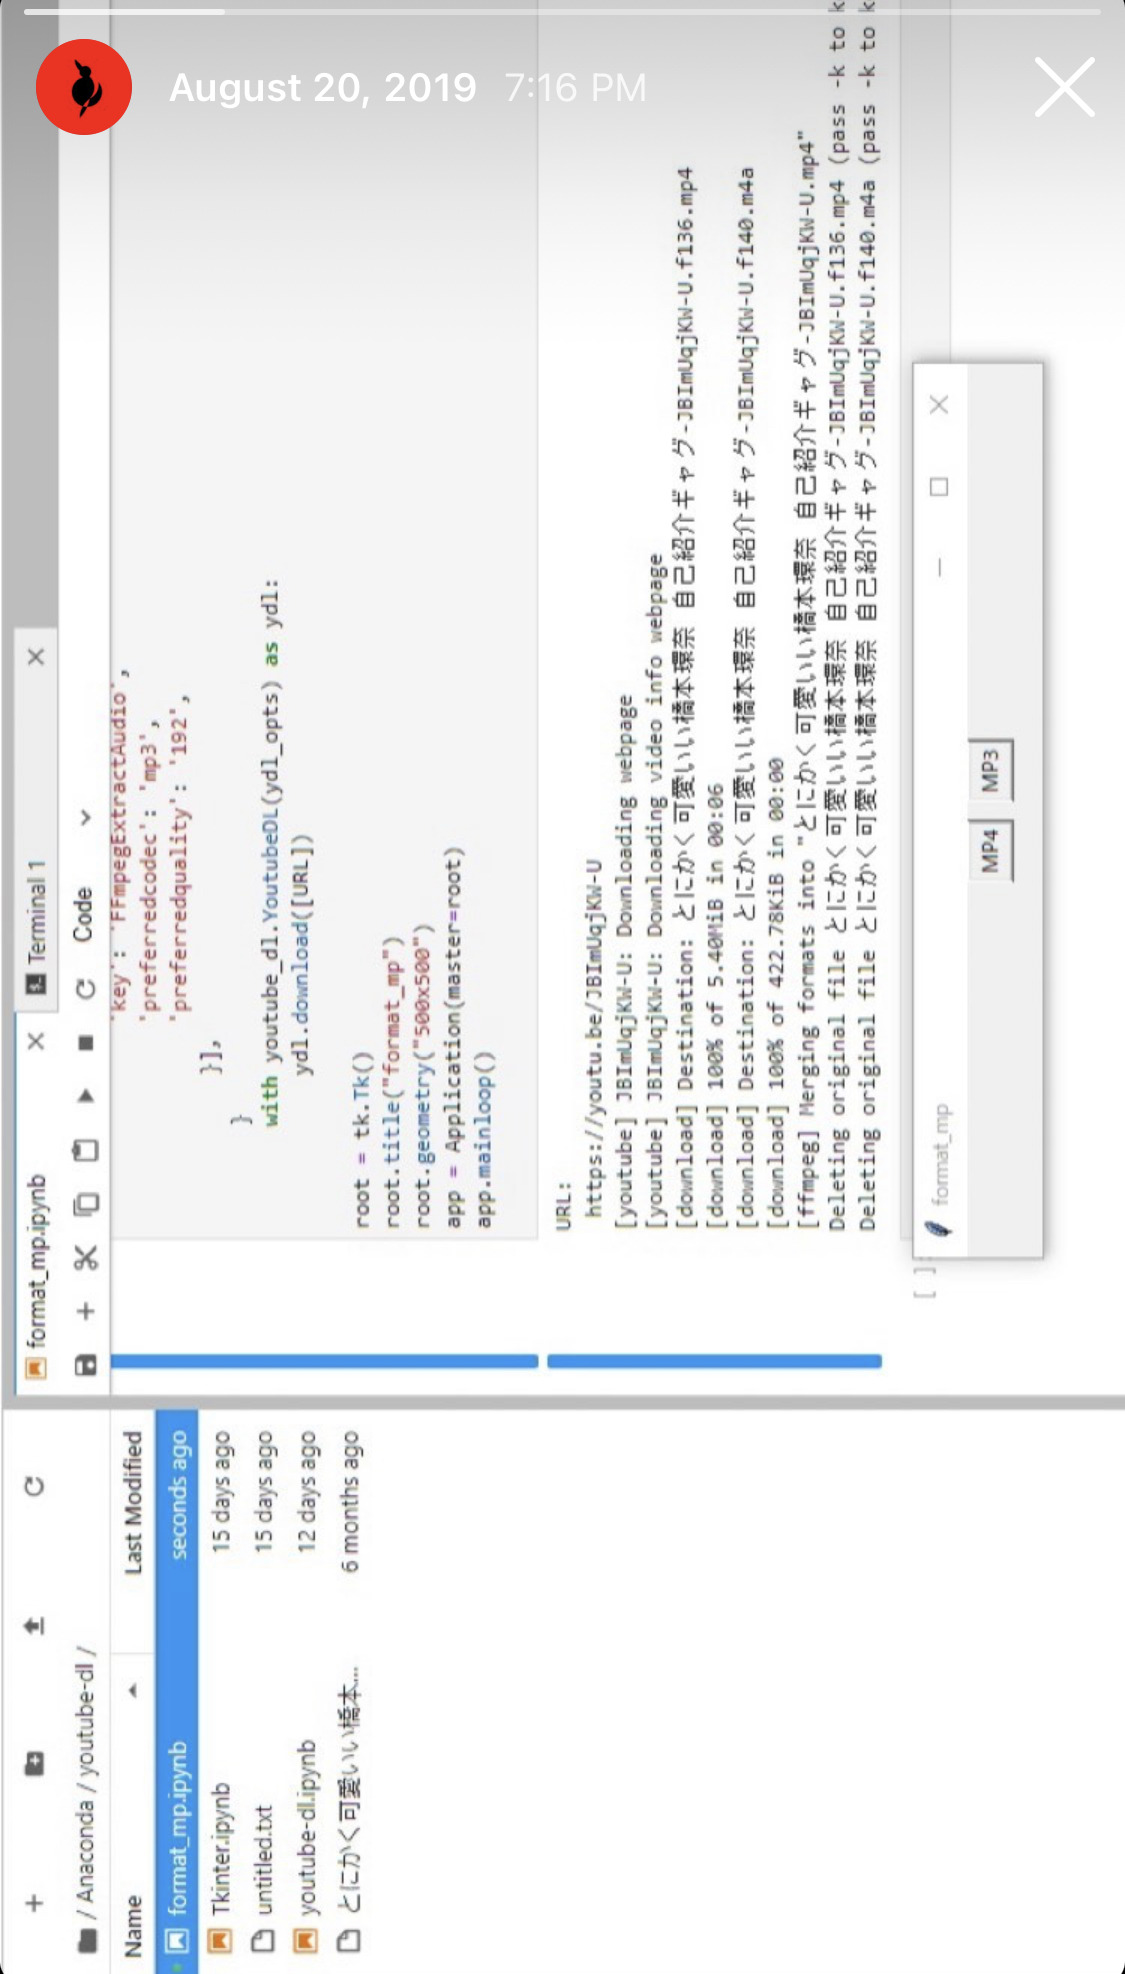 August 20, 2019 7:16 PM
format_mp.ipynb
Terminal 1
Code
'key': 'FFmpegExtractAudio',
'preferredcodec': 'mp3',
'preferredquality': '192',
}],
}
with youtube_dl.YoutubeDL(ydl_opts) as ydl:
ydl.download([URL])
root = tk.Tk()
root.title("format_mp")
root.geometry("500x500")
app = Application(master=root)
app.mainloop()
URL:
https://youtu.be/JBImUqjKW-U
[youtube] JBImUqjKW-U: Downloading webpage
[youtube] JBImUqjKW-U: Downloading video info webpage
[download] Destination: とにかく可愛いい橋本環奈 自己紹介ギャグ-JBImUqjKW-U.f136.mp4
[download] 100% of 5.40MiB in 00:06
[download] Destination: とにかく可愛いい橋本環奈 自己紹介ギャグ-JBImUqjKW-U.f140.m4a
[download] 100% of 422.78KiB in 00:00
[ffmpeg] Merging formats into "とにかく可愛いい橋本環奈 自己紹介ギャグ-JBImUqjKW-U.mp4"
Deleting original file とにかく可愛いい橋本環奈 自己紹介ギャグ-JBImUqjKW-U.f136.mp4 (pass -k to k
Deleting original file とにかく可愛いい橋本環奈 自己紹介ギャグ-JBImUqjKW-U.f140.m4a (pass -k to k
[ ]:
format_mp
MP4 MP3
/ Anaconda / youtube-dl /
Name Last Modified
format_mp.ipynb seconds ago
Tkinter.ipynb 15 days ago
untitled.txt 15 days ago
youtube-dl.ipynb 12 days ago
とにかく可愛いい橋本... 6 months ago